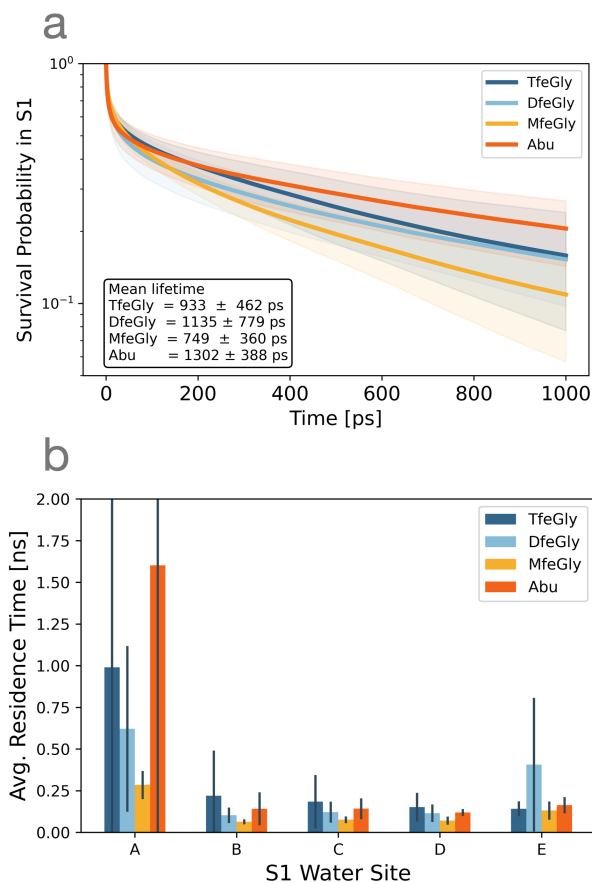 a
Survival Probability in S1
10⁰
10⁻¹
TfeGly
DfeGly
MfeGly
Abu
Mean lifetime
TfeGly = 933 ± 462 ps
DfeGly = 1135 ± 779 ps
MfeGly = 749 ± 360 ps
Abu = 1302 ± 388 ps
0 200 400 600 800 1000
Time [ps]
b
Avg. Residence Time [ns]
2.00
1.75
1.50
1.25
1.00
0.75
0.50
0.25
0.00
TfeGly
DfeGly
MfeGly
Abu
A B C D E
S1 Water Site